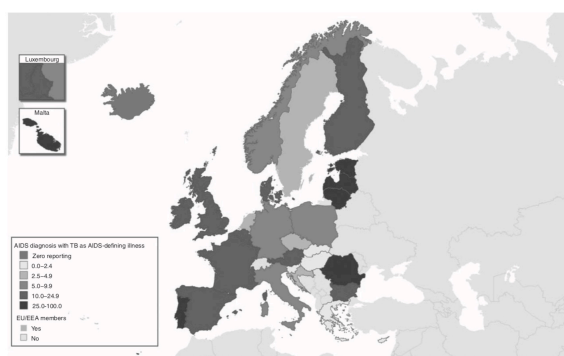 Luxembourg
Malta
AIDS diagnosis with TB as AIDS-defining illness
Zero reporting
0.0–2.4
2.5–4.9
5.0–9.9
10.0–24.9
25.0–100.0
EU/EEA members
Yes
No